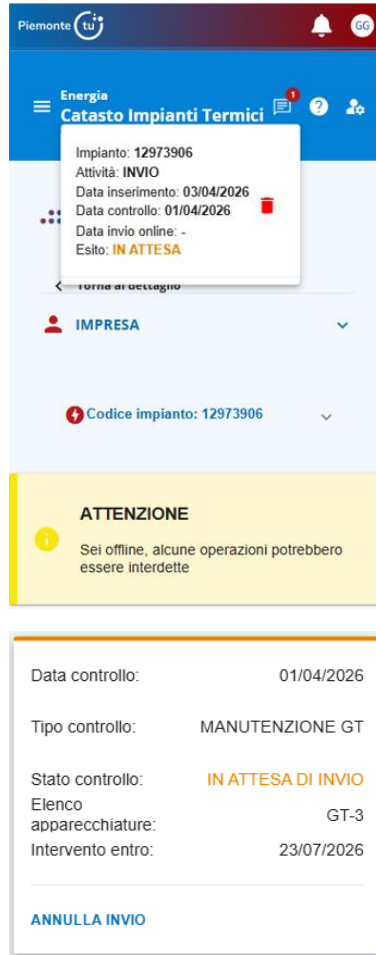 Piemonte tu
GG
Energia
Catasto Impianti Termici
1
?
Impianto: 12973906
Attività: INVIO
Data inserimento: 03/04/2026
Data controllo: 01/04/2026
Data invio online: -
Esito: IN ATTESA
Torna al dettaglio
IMPRESA
Codice impianto: 12973906
ATTENZIONE
Sei offline, alcune operazioni potrebbero
essere interdette
Data controllo: 01/04/2026
Tipo controllo: MANUTENZIONE GT
Stato controllo: IN ATTESA DI INVIO
Elenco
apparecchiature: GT-3
Intervento entro: 23/07/2026
ANNULLA INVIO